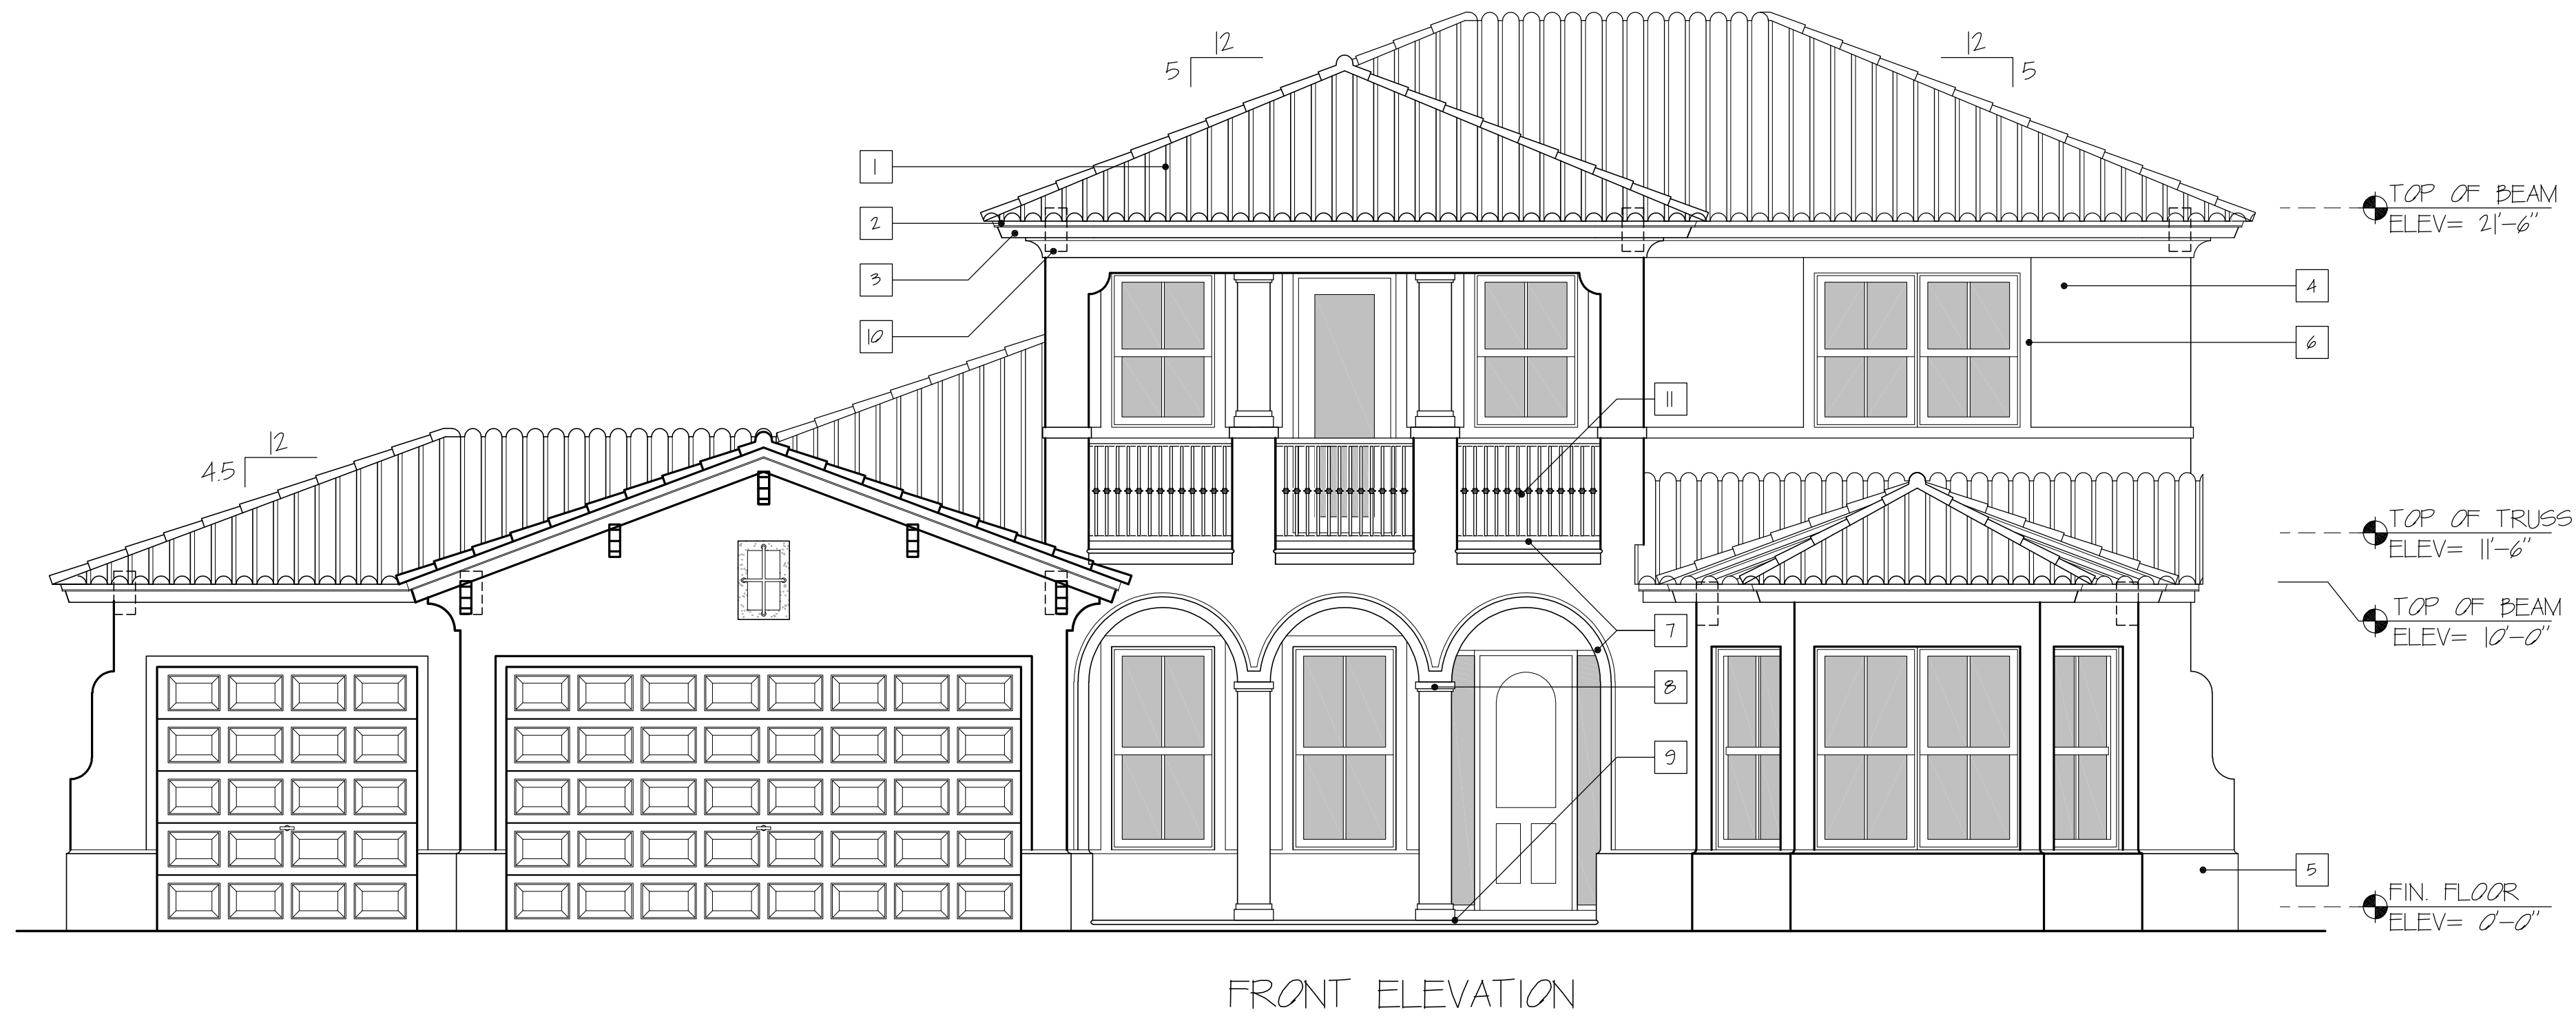 12
5
12
5
1
TOP OF BEAM
ELEV= 21'-6"
2
3
4
10
6
11
12
4.5
TOP OF TRUSS
ELEV= 11'-6"
TOP OF BEAM
ELEV= 10'-0"
7
8
9
5
FIN. FLOOR
ELEV= 0'-0"
FRONT ELEVATION